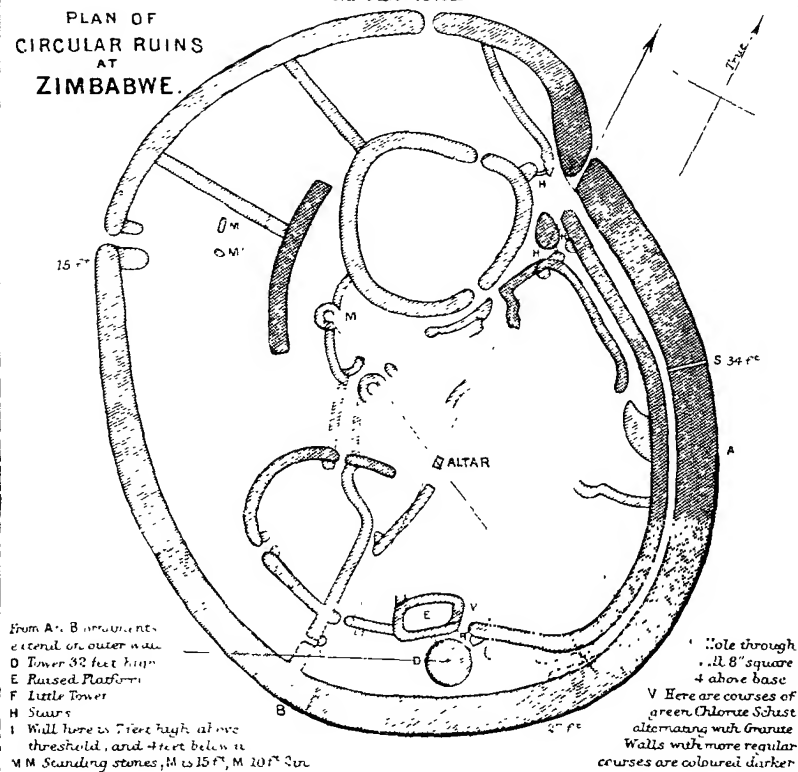 PLAN OF
CIRCULAR RUINS
AT
ZIMBABWE.
True
M
M'
H
15 ft
M
H
S 34 ft
A
ALTAR
E
V
D
B
ft
From A to B ornaments
extend on outer wall
D Tower 32 feet high
E Raised Platform
F Little Tower
H Stairs
I Wall here is 7 feet high above
threshold, and 4 feet below it
M M Standing stones, M is 15 ft, M 10 ft
Hole through
8" square
4 above base
V Here are courses of
green Chlorite Schist
alternating with Granite
Walls with more regular
courses are coloured darker